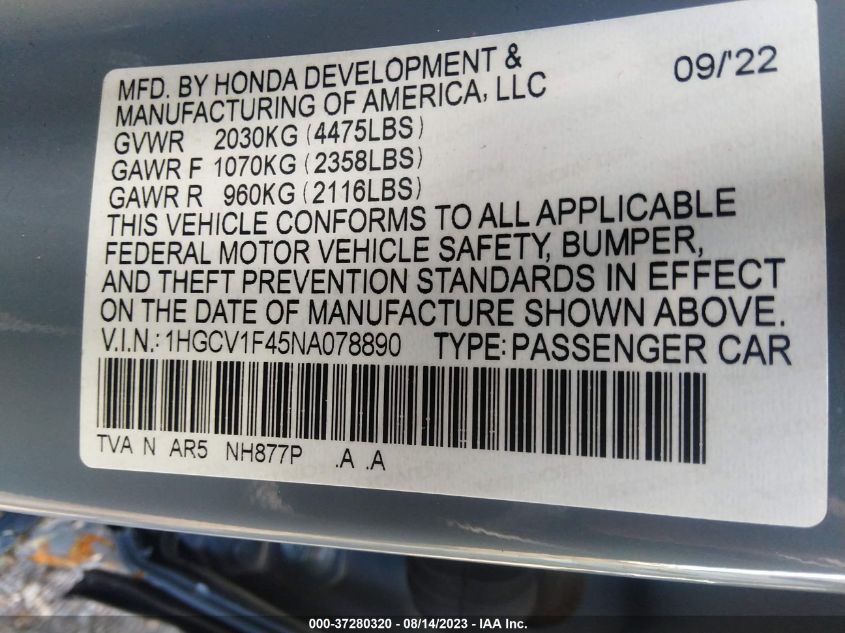 MFD. BY HONDA DEVELOPMENT & 09/'22
MANUFACTURING OF AMERICA, LLC
GVWR 2030KG (4475LBS)
GAWR F 1070KG (2358LBS)
GAWR R 960KG (2116LBS)
THIS VEHICLE CONFORMS TO ALL APPLICABLE
FEDERAL MOTOR VEHICLE SAFETY, BUMPER,
AND THEFT PREVENTION STANDARDS IN EFFECT
ON THE DATE OF MANUFACTURE SHOWN ABOVE.
V.I.N.: 1HGCV1F45NA078890 TYPE: PASSENGER CAR
TVA N AR5 NH877P .A .A
000-37280320 - 08/14/2023 - IAA Inc.